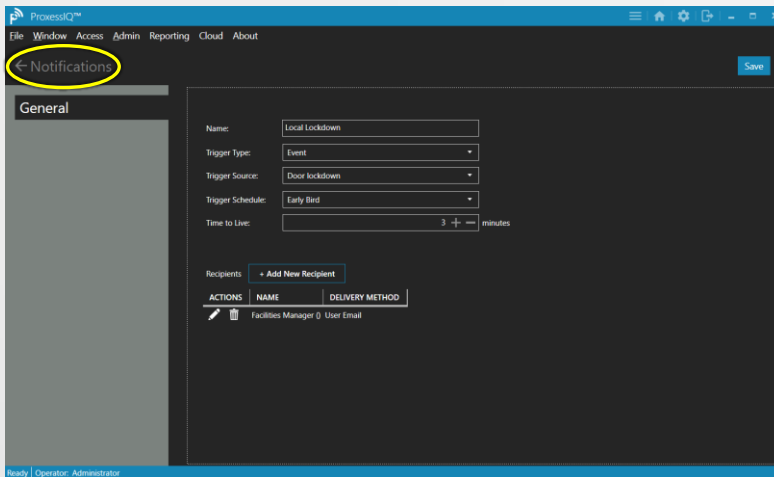 ProxessIQ™
File Window Access Admin Reporting Cloud About
Notifications
Save
General
Name: Local Lockdown
Trigger Type: Event
Trigger Source: Door lockdown
Trigger Schedule: Early Bird
Time to Live: 3 minutes
Recipients + Add New Recipient
ACTIONS NAME DELIVERY METHOD
Facilities Manager () User Email
Ready Operator: Administrator